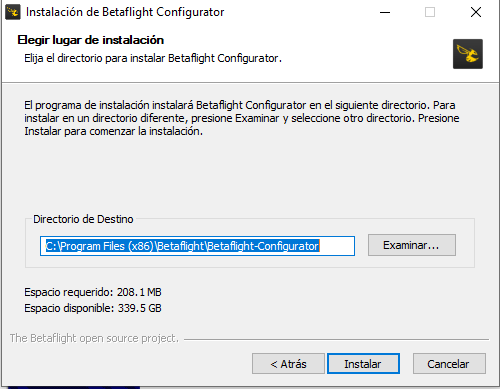 Instalación de Betaflight Configurator
Elegir lugar de instalación
Elija el directorio para instalar Betaflight Configurator.
El programa de instalación instalará Betaflight Configurator en el siguiente directorio. Para
instalar en un directorio diferente, presione Examinar y seleccione otro directorio. Presione
Instalar para comenzar la instalación.
Directorio de Destino
C:\Program Files (x86)\Betaflight\Betaflight-Configurator
Examinar...
Espacio requerido: 208.1 MB
Espacio disponible: 339.5 GB
The Betaflight open source project.
< Atrás
Instalar
Cancelar